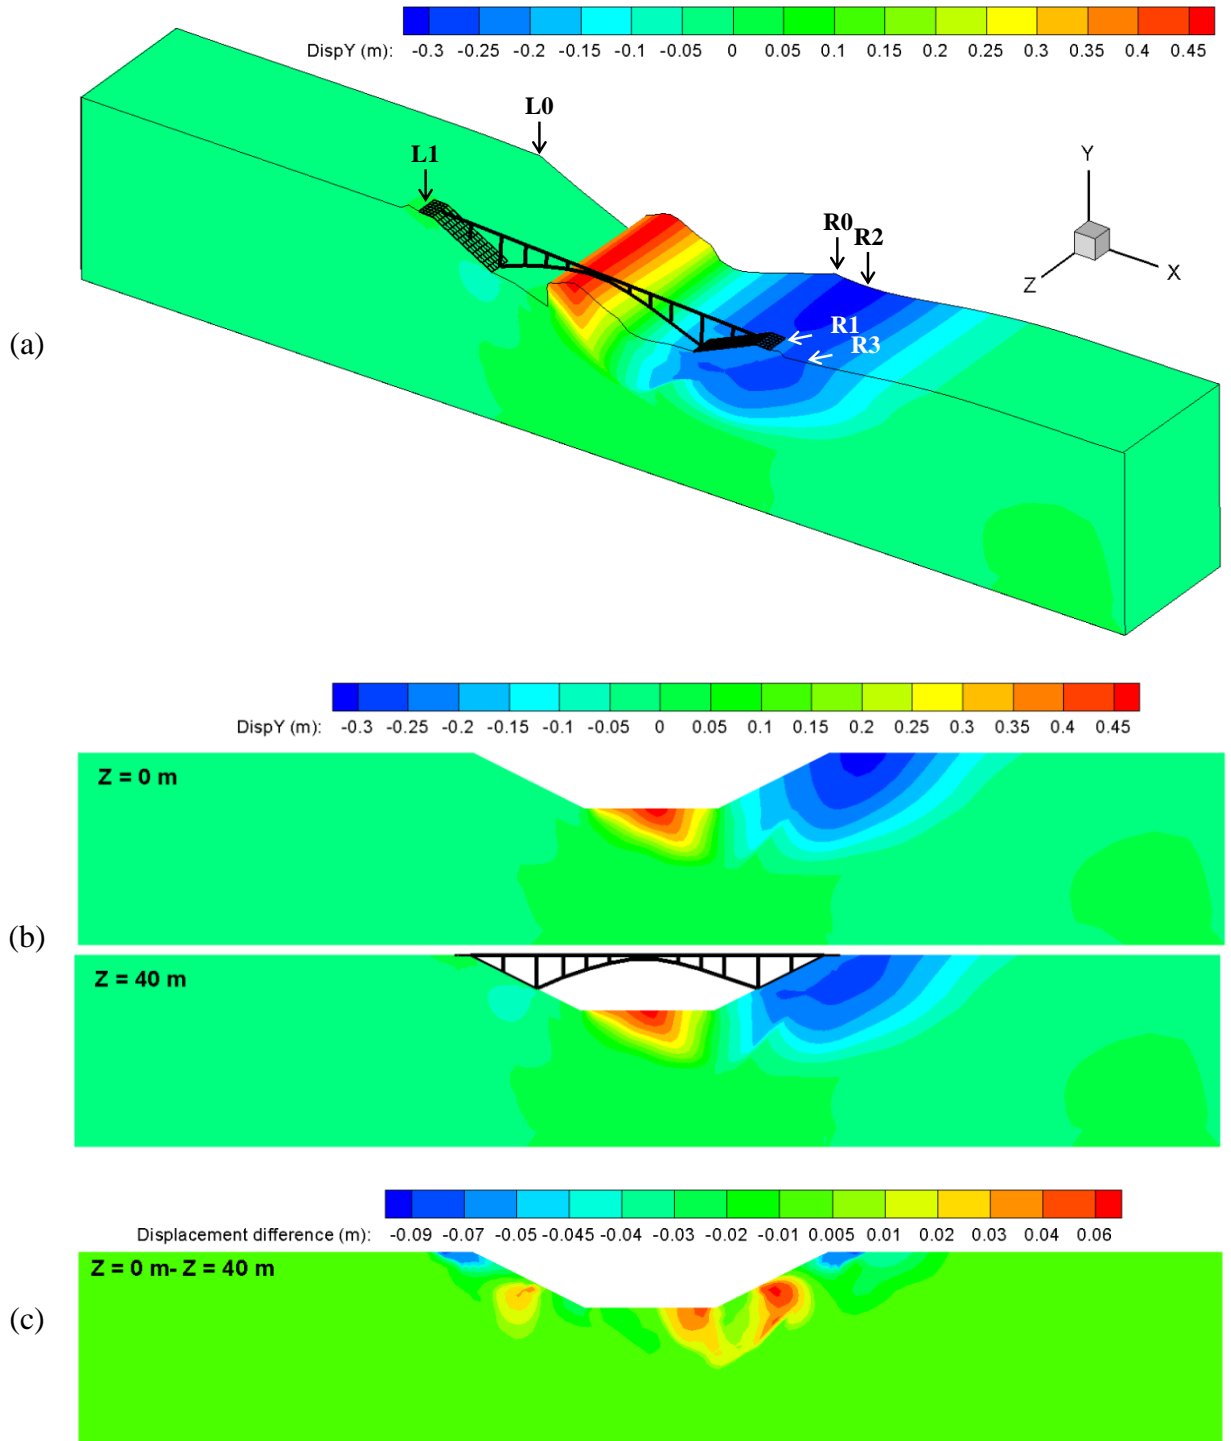 DispY (m): -0.3 -0.25 -0.2 -0.15 -0.1 -0.05 0 0.05 0.1 0.15 0.2 0.25 0.3 0.35 0.4 0.45
L0
L1
Y
R0
R2
X
Z
R1
(a)
R3
DispY (m): -0.3 -0.25 -0.2 -0.15 -0.1 -0.05 0 0.05 0.1 0.15 0.2 0.25 0.3 0.35 0.4 0.45
Z = 0 m
(b)
Z = 40 m
Displacement difference (m): -0.09 -0.07 -0.05 -0.045 -0.04 -0.03 -0.02 -0.01 0.005 0.01 0.02 0.03 0.04 0.06
Z = 0 m- Z = 40 m
(c)